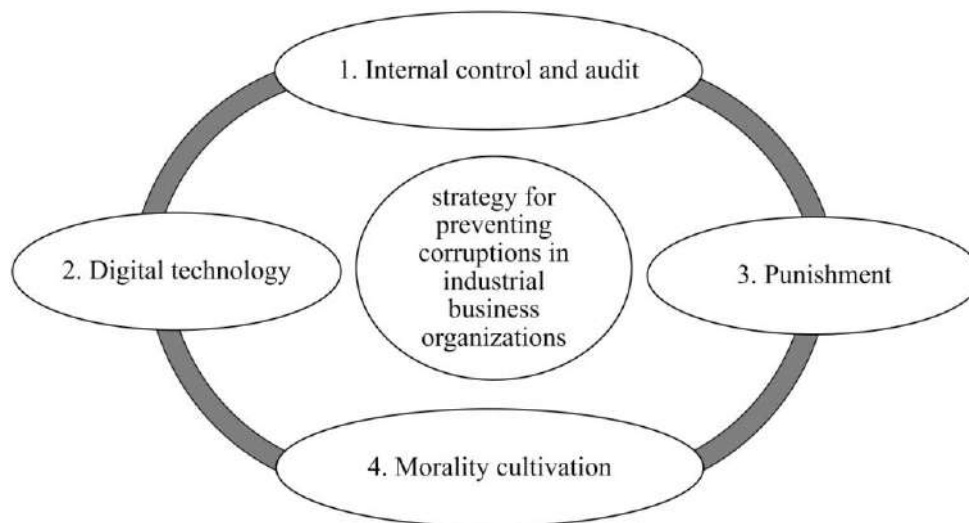 1. Internal control and audit
strategy for
preventing
corruptions in
industrial
business
organizations
2. Digital technology
3. Punishment
4. Morality cultivation